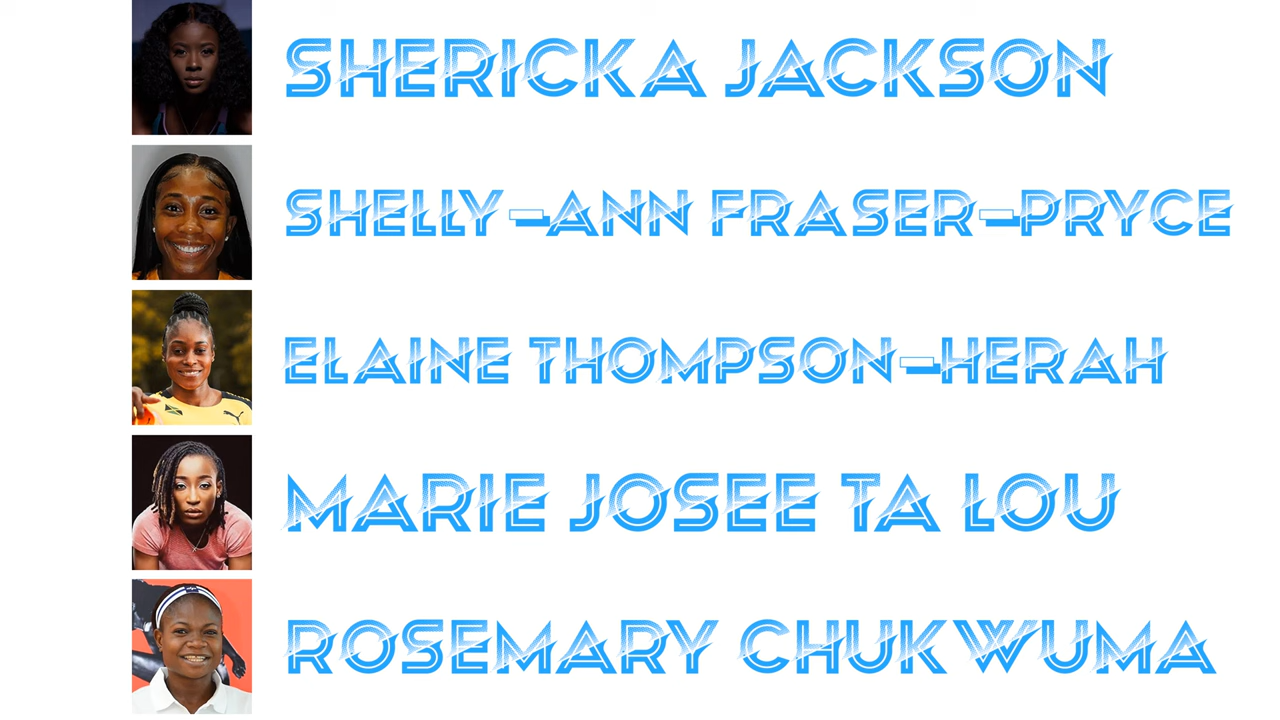 SHERICKA JACKSON
SHELLY-ANN FRASER-PRYCE
ELAINE THOMPSON-HERAH
MARIE JOSEE TA LOU
ROSEMARY CHUKWUMA